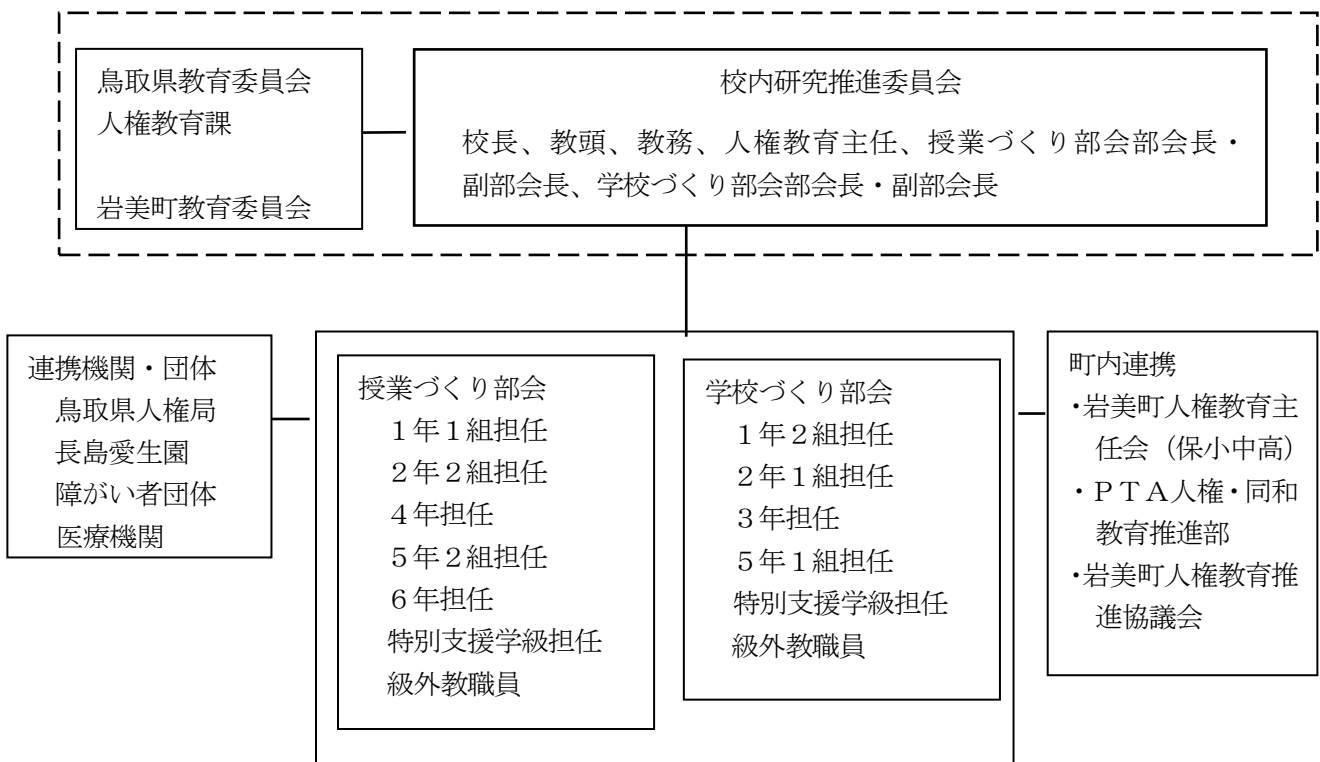 鳥取県教育委員会
人権教育課
岩美町教育委員会
校内研究推進委員会
校長、教頭、教務、人権教育主任、授業づくり部会部会長・
副部会長、学校づくり部会部会長・副部会長
連携機関・団体
鳥取県人権局
長島愛生園
障がい者団体
医療機関
授業づくり部会
１年１組担任
２年２組担任
４年担任
５年２組担任
６年担任
特別支援学級担任
級外教職員
学校づくり部会
１年２組担任
２年１組担任
３年担任
５年１組担任
特別支援学級担任
級外教職員
町内連携
・岩美町人権教育主
任会（保小中高）
・ＰＴＡ人権・同和
教育推進部
・岩美町人権教育推
進協議会